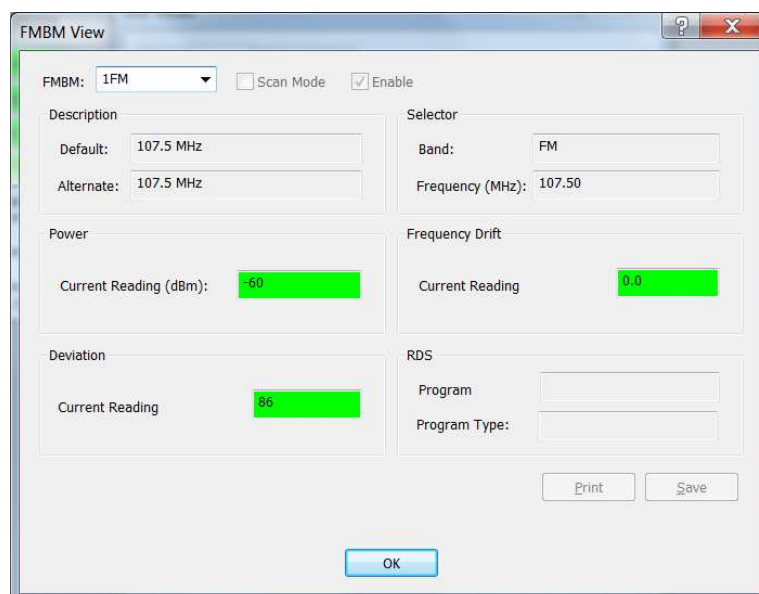 FMBM View
FMBM: 1FM Scan Mode Enable
Description
Default: 107.5 MHz
Alternate: 107.5 MHz
Selector
Band: FM
Frequency (MHz): 107.50
Power
Current Reading (dBm): -60
Frequency Drift
Current Reading 0.0
Deviation
Current Reading 86
RDS
Program
Program Type:
Print Save
OK